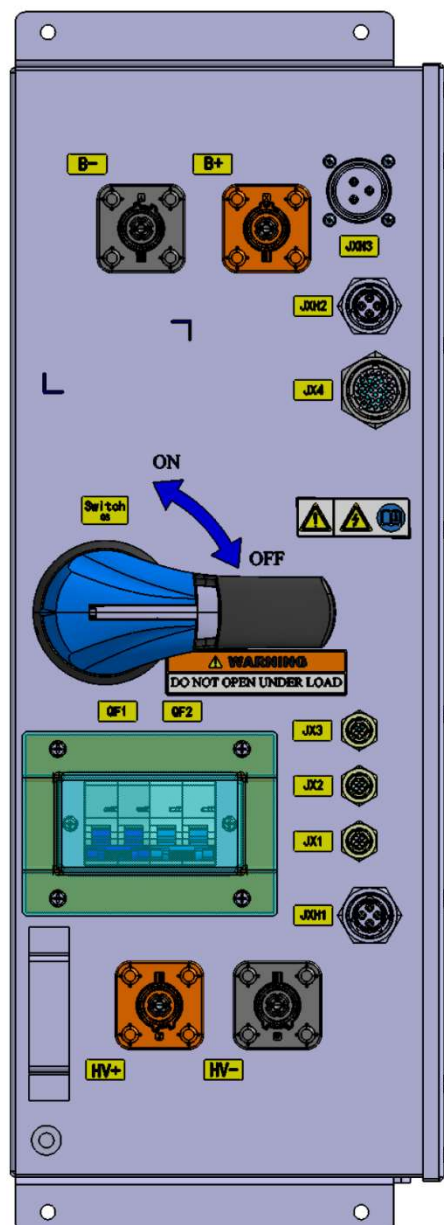 B-
B+
JXH3
JXH2
JX4
ON
Switch
QS
OFF
WARNING
DO NOT OPEN UNDER LOAD
QF1
QF2
JX3
JX2
JX1
JXH1
HV+
HV-